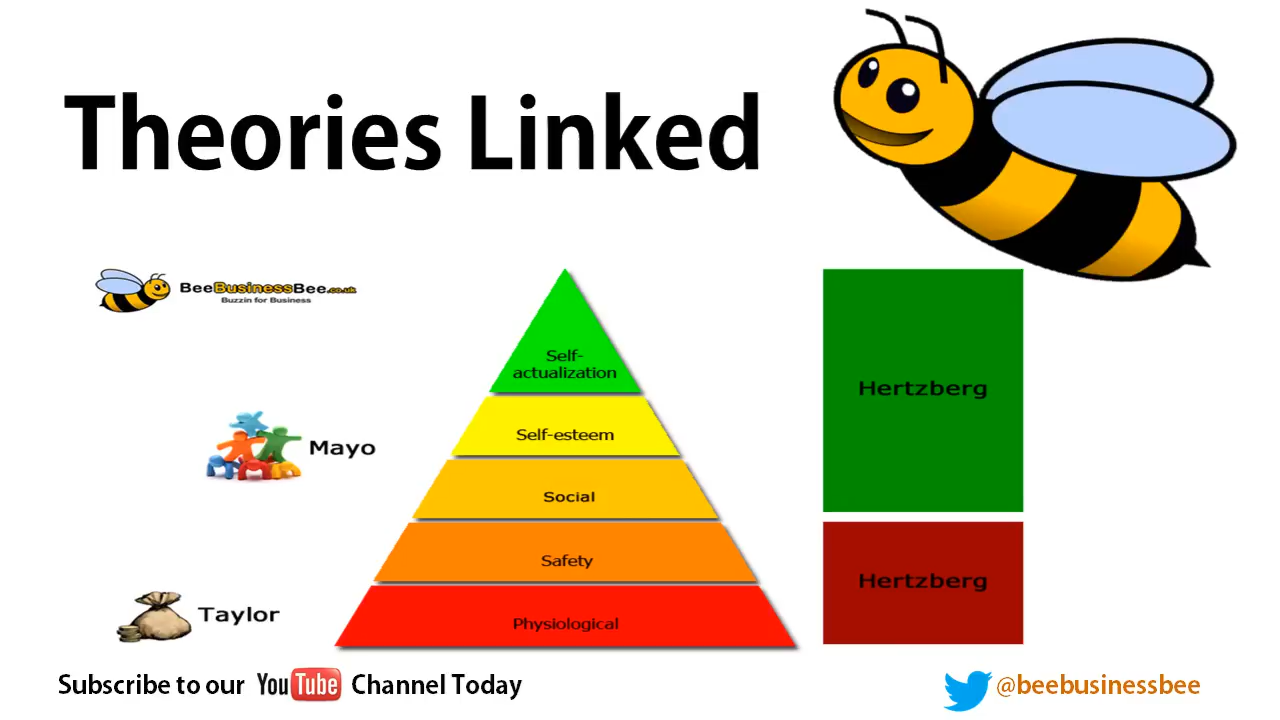 Theories Linked
BeeBusinessBee.co.uk
Buzzin for Business
Self-
actualization
Hertzberg
Self-esteem
Mayo
Social
Safety
Hertzberg
Taylor
Physiological
Subscribe to our YouTube Channel Today
@beebusinessbee